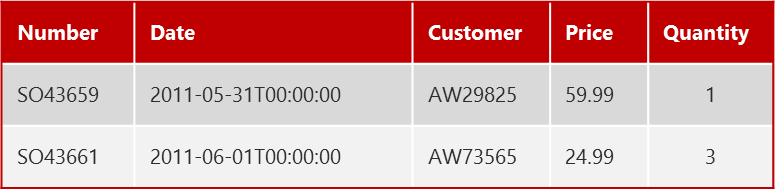 Number Date Customer Price Quantity
SO43659 2011-05-31T00:00:00 AW29825 59.99 1
SO43661 2011-06-01T00:00:00 AW73565 24.99 3